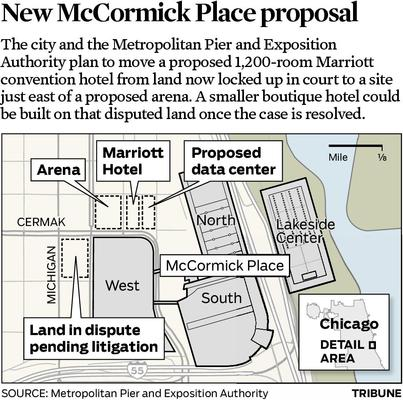 New McCormick Place proposal
The city and the Metropolitan Pier and Exposition
Authority plan to move a proposed 1,200-room Marriott
convention hotel from land now locked up in court to a site
just east of a proposed arena. A smaller boutique hotel could
be built on that disputed land once the case is resolved.
Mile ⅛
Arena
Marriott
Hotel
Proposed
data center
CERMAK
MICHIGAN
North
Lakeside
Center
McCormick Place
West
South
Land in dispute
pending litigation
55
Chicago
DETAIL
AREA
SOURCE: Metropolitan Pier and Exposition Authority
TRIBUNE